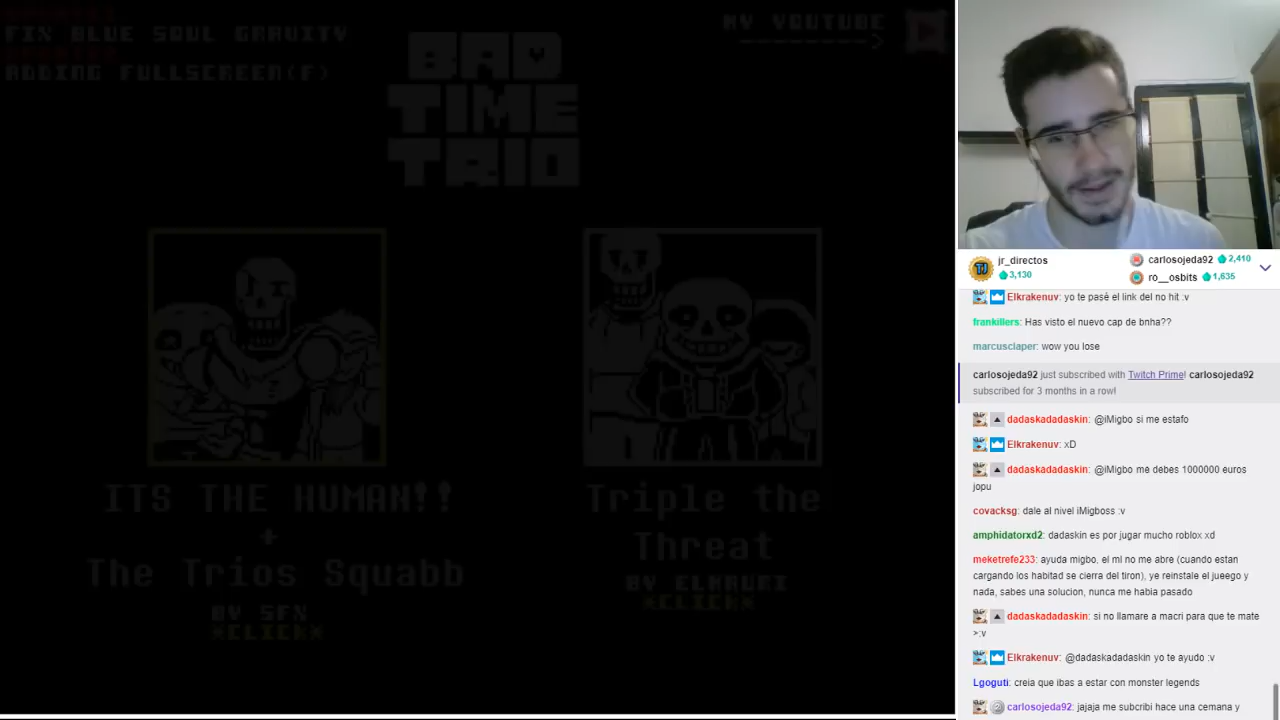 UPDATE1
FIX BLUE SOUL GRAVITY
UPDATE2
ADDING FULLSCREEN(F)
BAD
TIME
TRIO
MY YOUTUBE
ITS THE HUMAN!!
+
The Trios Squabb
BY SFX
*CLICK*
Triple the
Threat
BY ELMAURI
*CLICK*
jr_directos
3,130
carlosojeda92 2,410
ro__osbits 1,635
Elkrakenuv: yo te pasé el link del no hit :v
frankillers: Has visto el nuevo cap de bnha??
marcusclaper: wow you lose
carlosojeda92 just subscribed with Twitch Prime! carlosojeda92
subscribed for 3 months in a row!
dadaskadadaskin: @iMigbo si me estafo
Elkrakenuv: xD
dadaskadadaskin: @iMigbo me debes 1000000 euros
jopu
covacksg: dale al nivel iMigboss :v
amphidatorxd2: dadaskin es por jugar mucho roblox xd
meketrefe233: ayuda migbo, el ml no me abre (cuando estan
cargando los habitad se cierra del tiron), ye reinstale el jueego y
nada, sabes una solucion, nunca me habia pasado
dadaskadadaskin: si no llamare a macri para que te mate
>:v
Elkrakenuv: @dadaskadadaskin yo te ayudo :v
Lgoguti: creia que ibas a estar con monster legends
carlosojeda92: jajaja me subcribi hace una cemana y